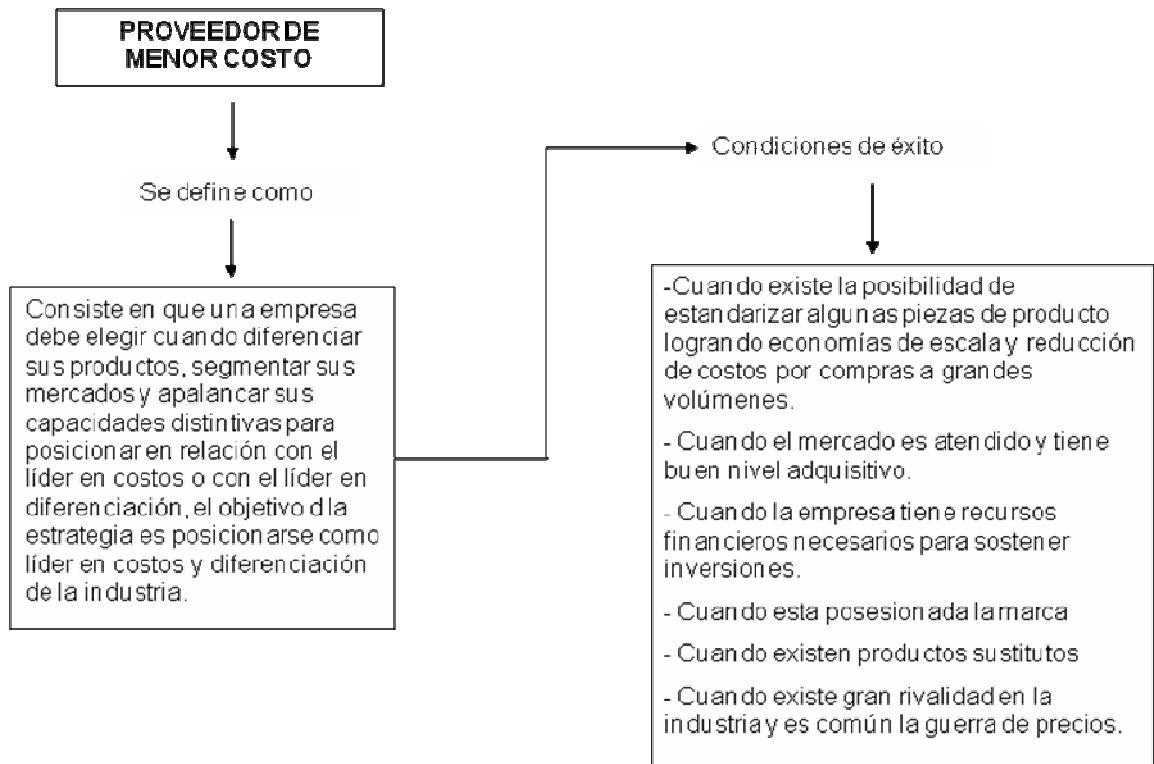 PROVEEDOR DE
MENOR COSTO
Se define como
Consiste en que una empresa
debe elegir cuando diferenciar
sus productos, segmentar sus
mercados y apalancar sus
capacidades distintivas para
posicionar en relación con el
líder en costos o con el líder en
diferenciación, el objetivo d la
estrategia es posicionarse como
líder en costos y diferenciación
de la industria.
Condiciones de éxito
-Cuando existe la posibilidad de
estandarizar algunas piezas de producto
logrando economías de escala y reducción
de costos por compras a grandes
volúmenes.
- Cuando el mercado es atendido y tiene
buen nivel adquisitivo.
- Cuando la empresa tiene recursos
financieros necesarios para sostener
inversiones.
- Cuando esta posesionada la marca
- Cuando existen productos sustitutos
- Cuando existe gran rivalidad en la
industria y es común la guerra de precios.